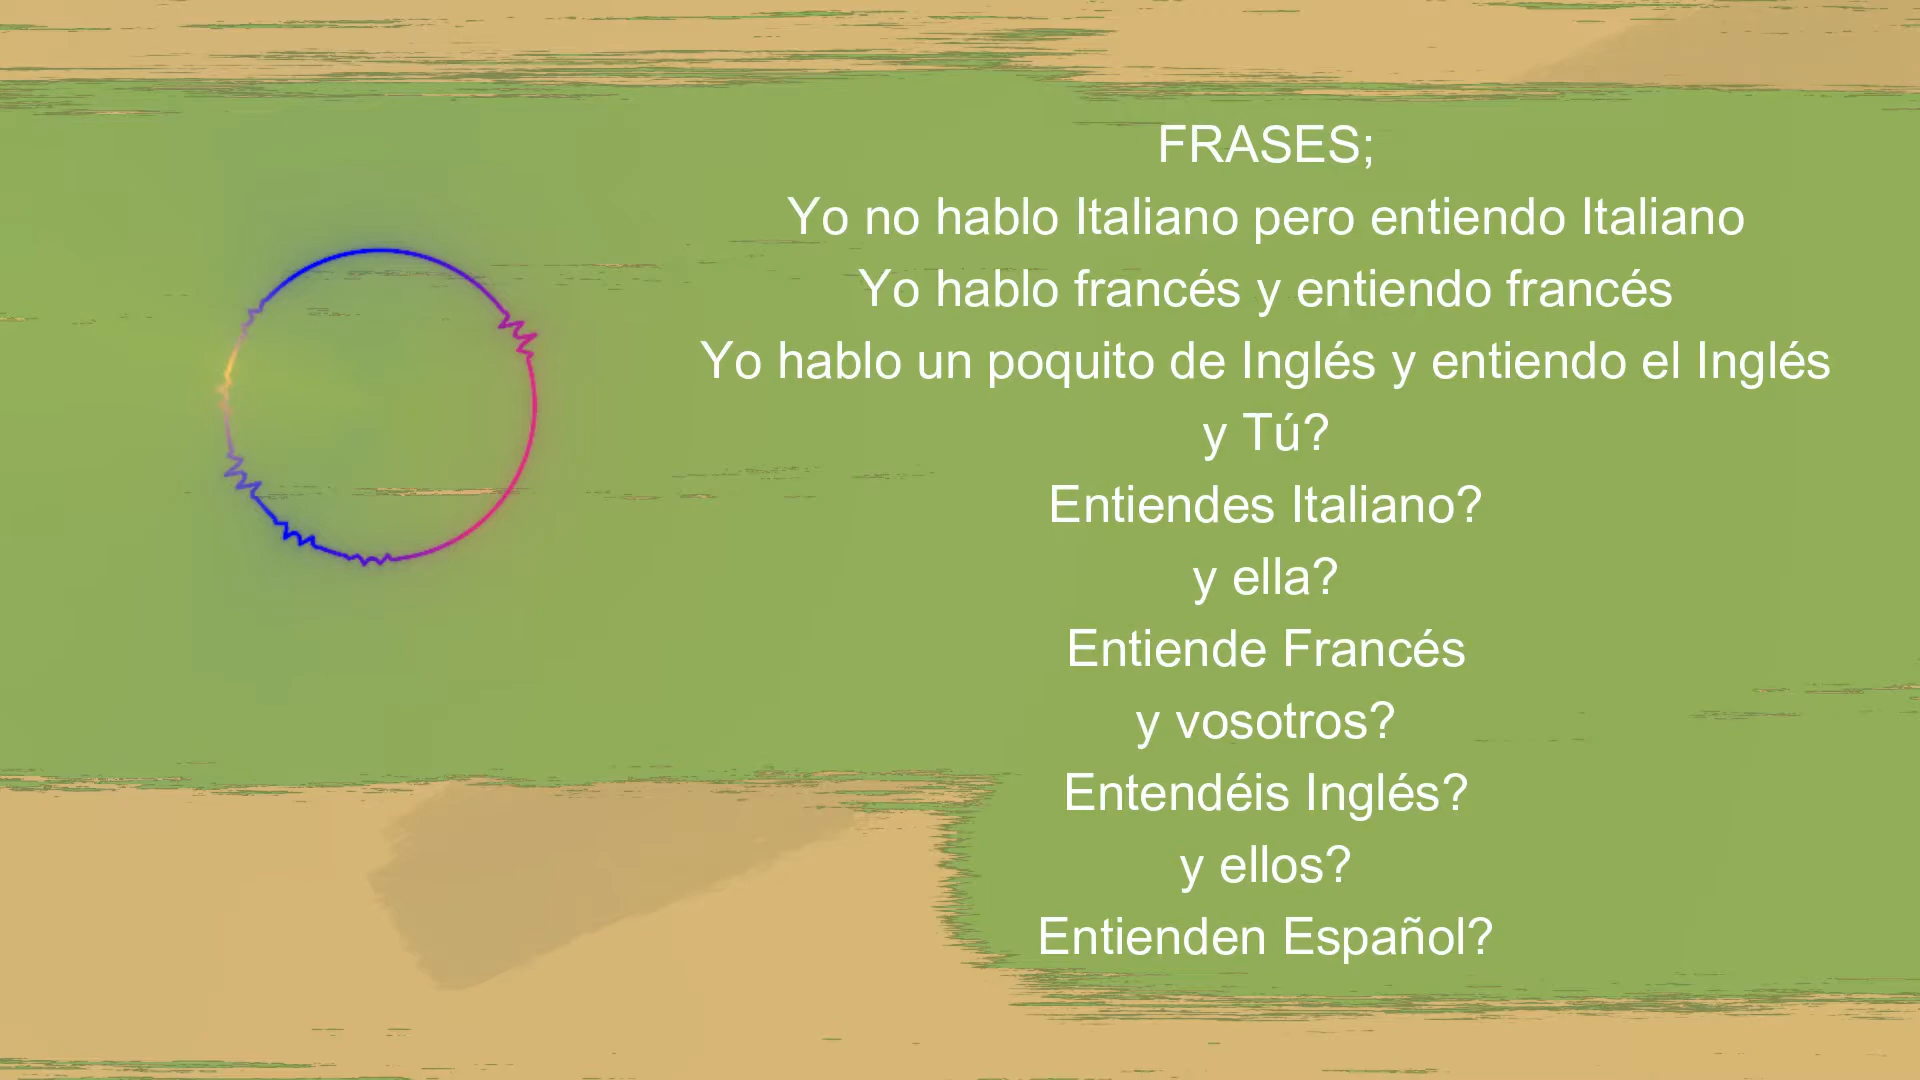 FRASES;
Yo no hablo Italiano pero entiendo Italiano
Yo hablo francés y entiendo francés
Yo hablo un poquito de Inglés y entiendo el Inglés
y Tú?
Entiendes Italiano?
y ella?
Entiende Francés
y vosotros?
Entendéis Inglés?
y ellos?
Entienden Español?